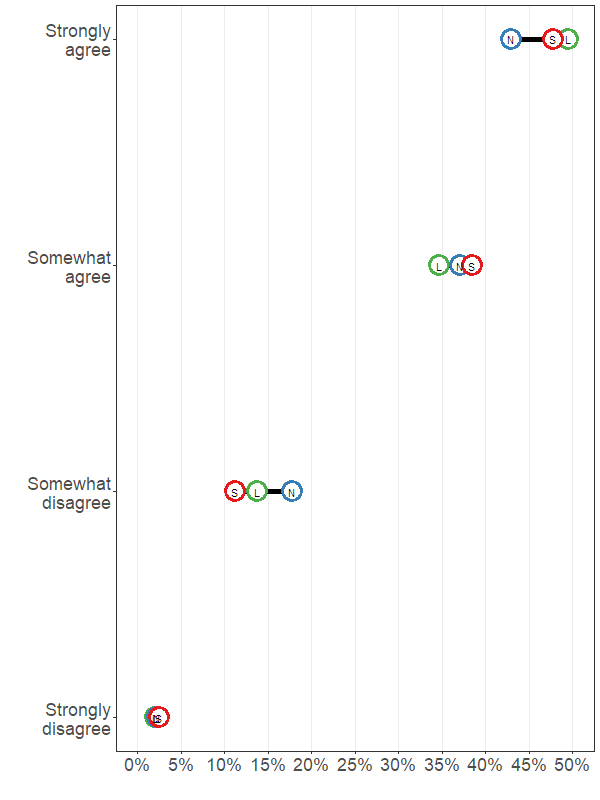 Strongly
agree
N S L
Somewhat
agree
L N S
Somewhat
disagree
S L N
Strongly
disagree
S
0% 5% 10% 15% 20% 25% 30% 35% 40% 45% 50%